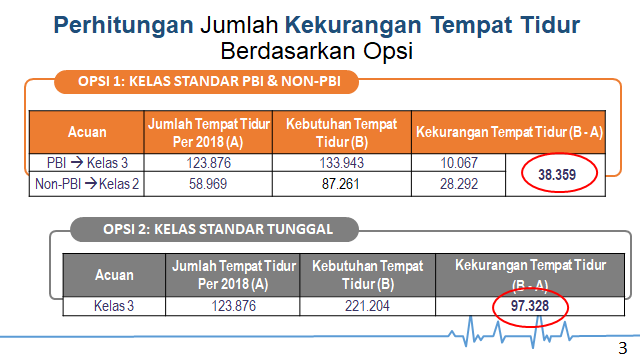 Perhitungan Jumlah Kekurangan Tempat Tidur
Berdasarkan Opsi
OPSI 1: KELAS STANDAR PBI & NON-PBI
Acuan Jumlah Tempat Tidur Per 2018 (A) Kebutuhan Tempat Tidur (B) Kekurangan Tempat Tidur (B - A)
PBI → Kelas 3 123.876 133.943 10.067 38.359
Non-PBI → Kelas 2 58.969 87.261 28.292
OPSI 2: KELAS STANDAR TUNGGAL
Acuan Jumlah Tempat Tidur Per 2018 (A) Kebutuhan Tempat Tidur (B) Kekurangan Tempat Tidur (B - A)
Kelas 3 123.876 221.204 97.328
3